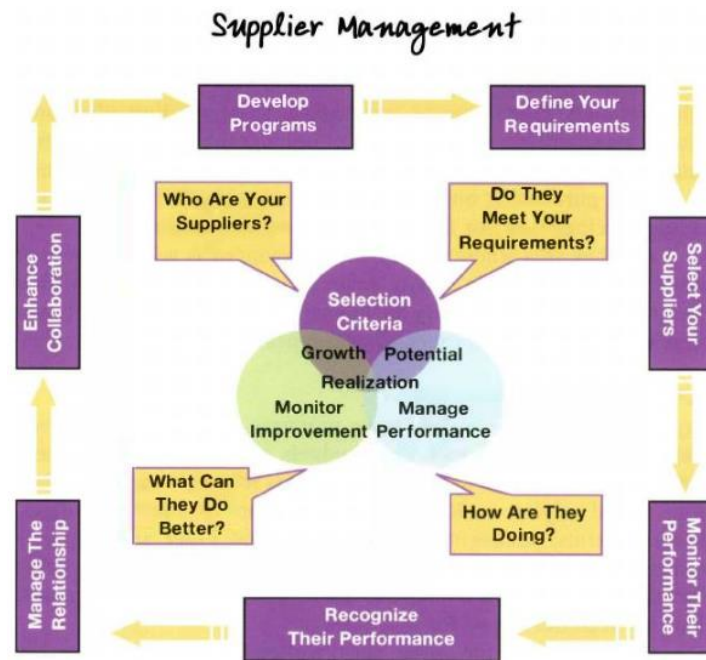 Supplier Management
Develop
Programs
Define Your
Requirements
Who Are Your
Suppliers?
Do They
Meet Your
Requirements?
Enhance
Collaboration
Select Your
Suppliers
Selection
Criteria
Growth
Potential
Realization
Monitor
Improvement
Manage
Performance
What Can
They Do
Better?
How Are They
Doing?
Manage The
Relationship
Monitor Their
Performance
Recognize
Their Performance